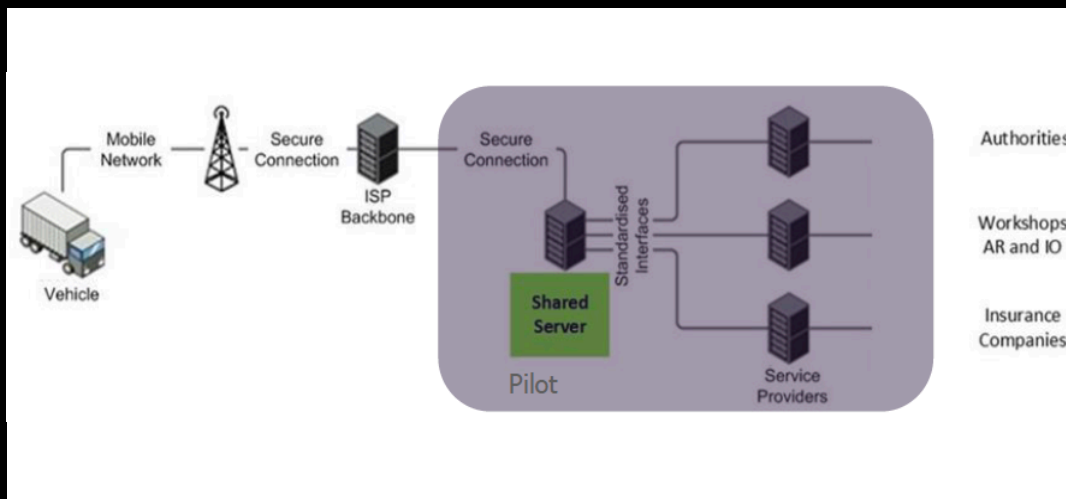 Mobile
Network
Secure
Connection
ISP
Backbone
Vehicle
Secure
Connection
Standardised
Interfaces
Shared
Server
Pilot
Service
Providers
Authorities
Workshops
AR and IO
Insurance
Companies